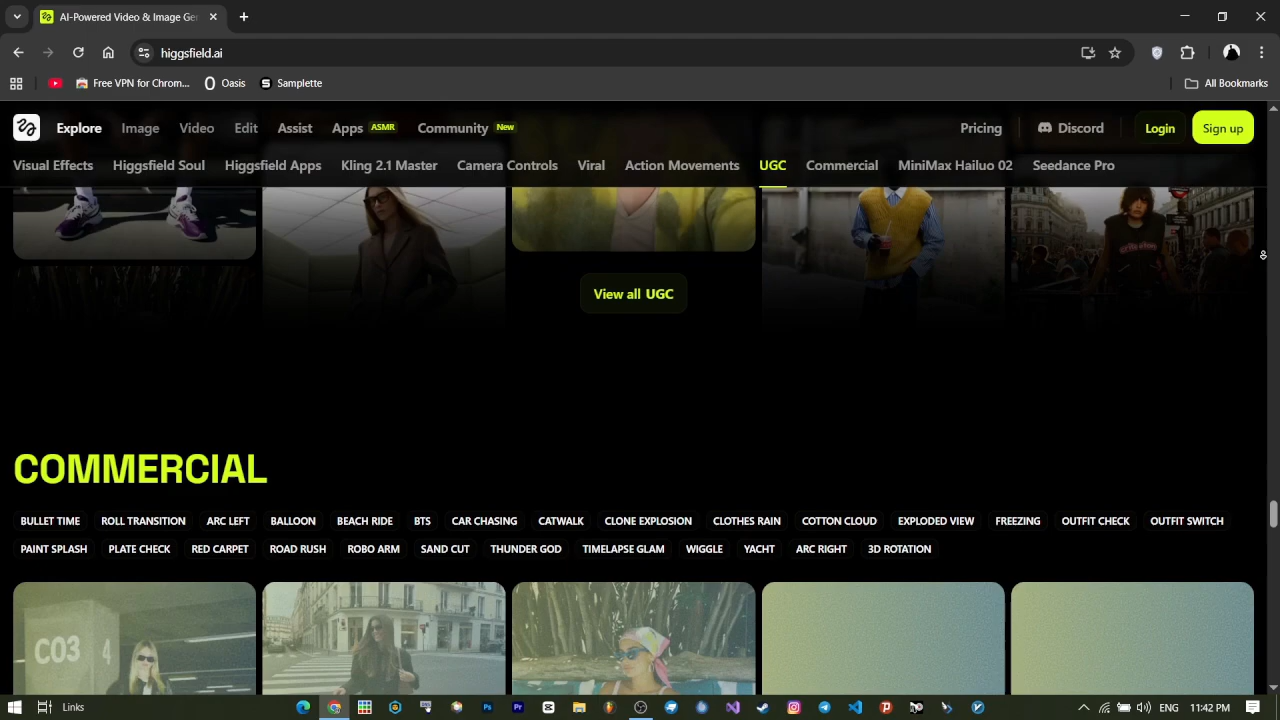 AI-Powered Video & Image Ge
higgsfield.ai
Free VPN for Chrom...
Oasis
Samplette
All Bookmarks
Explore Image Video Edit Assist Apps ASMR Community New Pricing Discord Login Sign up
Visual Effects Higgsfield Soul Higgsfield Apps Kling 2.1 Master Camera Controls Viral Action Movements UGC Commercial MiniMax Hailuo 02 Seedance Pro
View all UGC
COMMERCIAL
BULLET TIME ROLL TRANSITION ARC LEFT BALLOON BEACH RIDE BTS CAR CHASING CATWALK CLONE EXPLOSION CLOTHES RAIN COTTON CLOUD EXPLODED VIEW FREEZING OUTFIT CHECK OUTFIT SWITCH
PAINT SPLASH PLATE CHECK RED CARPET ROAD RUSH ROBO ARM SAND CUT THUNDER GOD TIMELAPSE GLAM WIGGLE YACHT ARC RIGHT 3D ROTATION
C03 4
Links
ENG 11:42 PM